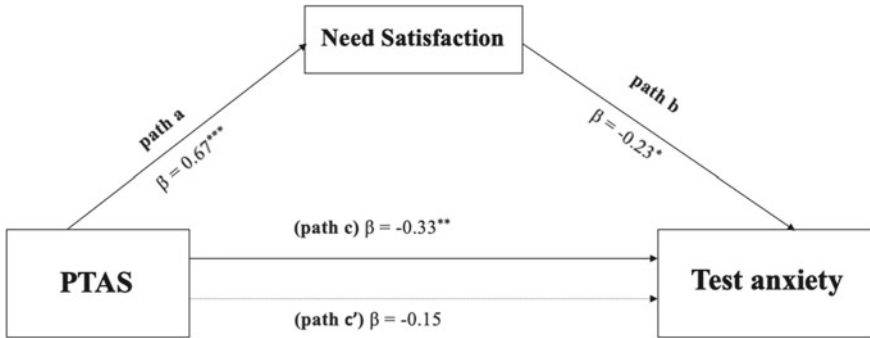 Need Satisfaction
path a
β = 0.67***
path b
β = -0.23*
(path c) β = -0.33**
PTAS
Test anxiety
(path c′) β = -0.15